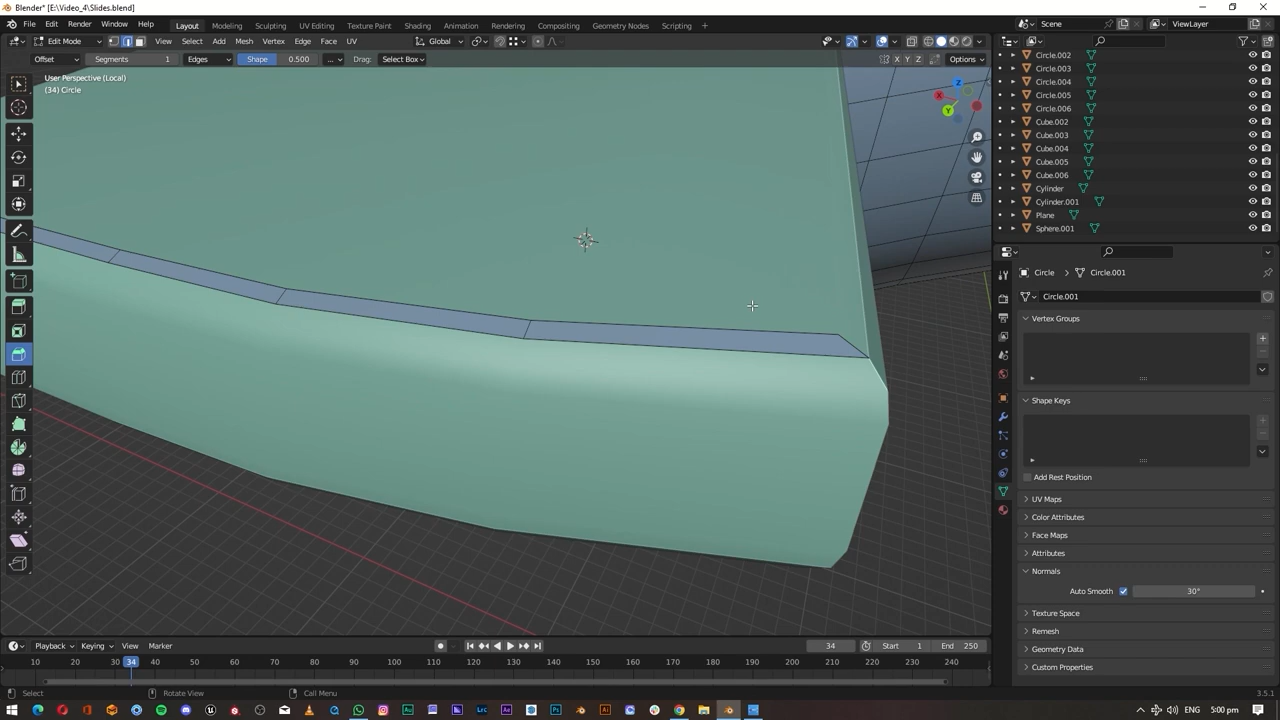 Blender* [E:\Video_4\Slides.blend]
File Edit Render Window Help Layout Modeling Sculpting UV Editing Texture Paint Shading Animation Rendering Compositing Geometry Nodes Scripting + Scene ViewLayer
Edit Mode View Select Add Mesh Vertex Edge Face UV Global
Offset Segments 1 Edges Shape 0.500 ... Drag: Select Box X Y Z Options
User Perspective (Local)
(34) Circle
Z
X
Y
Circle.002
Circle.003
Circle.004
Circle.005
Circle.006
Cube.002
Cube.003
Cube.004
Cube.005
Cube.006
Cylinder
Cylinder.001
Plane
Sphere.001
Circle > Circle.001
Circle.001
Vertex Groups
Shape Keys
Add Rest Position
UV Maps
Color Attributes
Face Maps
Attributes
Normals
Auto Smooth 30°
Texture Space
Remesh
Geometry Data
Custom Properties
Playback Keying View Marker 34 Start 1 End 250
10 20 30 34 40 50 60 70 80 90 100 110 120 130 140 150 160 170 180 190 200 210 220 230 240
Select Rotate View Call Menu 3.5.1
ENG 5:00 pm